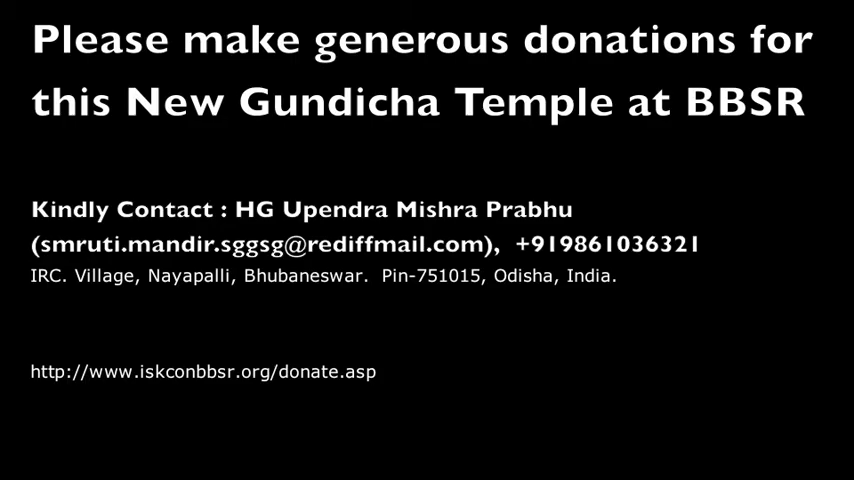 Please make generous donations for
this New Gundicha Temple at BBSR
Kindly Contact : HG Upendra Mishra Prabhu
(smruti.mandir.sggsg@rediffmail.com), +919861036321
IRC. Village, Nayapalli, Bhubaneswar. Pin-751015, Odisha, India.
http://www.iskconbbsr.org/donate.asp